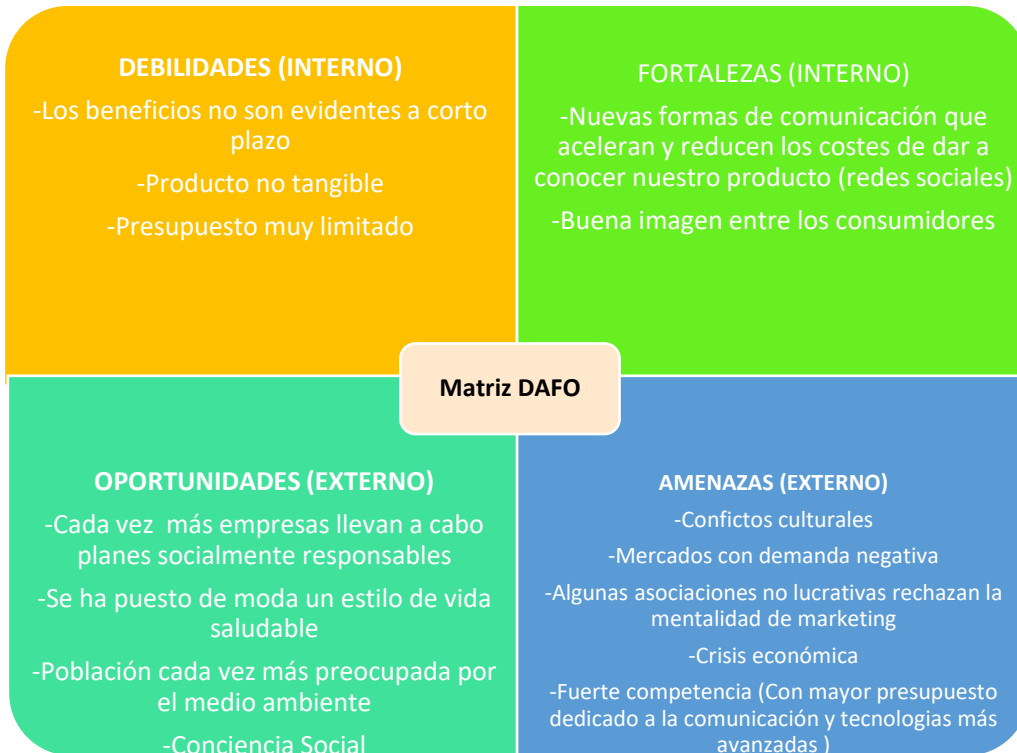 DEBILIDADES (INTERNO)
-Los beneficios no son evidentes a corto
plazo
-Producto no tangible
-Presupuesto muy limitado
FORTALEZAS (INTERNO)
-Nuevas formas de comunicación que
aceleran y reducen los costes de dar a
conocer nuestro producto (redes sociales)
-Buena imagen entre los consumidores
Matriz DAFO
OPORTUNIDADES (EXTERNO)
-Cada vez  más empresas llevan a cabo
planes socialmente responsables
-Se ha puesto de moda un estilo de vida
saludable
-Población cada vez más preocupada por
el medio ambiente
-Conciencia Social
AMENAZAS (EXTERNO)
-Confictos culturales
-Mercados con demanda negativa
-Algunas asociaciones no lucrativas rechazan la
mentalidad de marketing
-Crisis económica
-Fuerte competencia (Con mayor presupuesto
dedicado a la comunicación y tecnologias más
avanzadas )